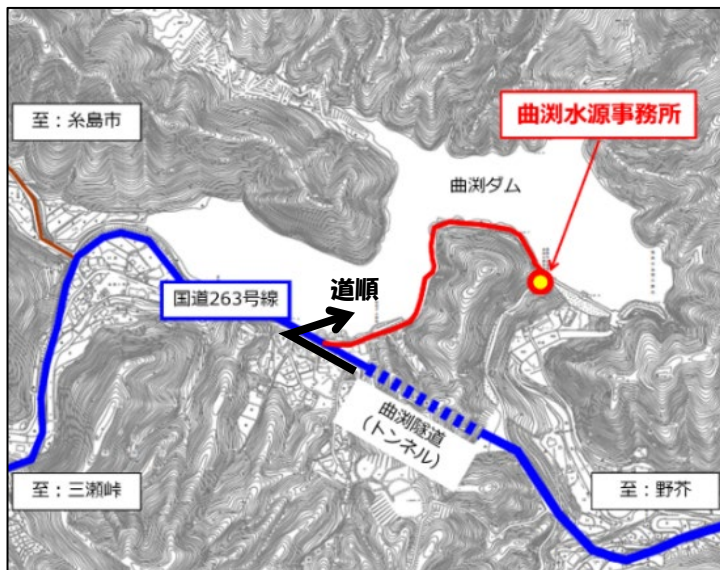 至：糸島市
曲渕水源事務所
曲渕ダム
道順
国道263号線
曲渕隧道
(トンネル)
至：三瀬峠
至：野芥